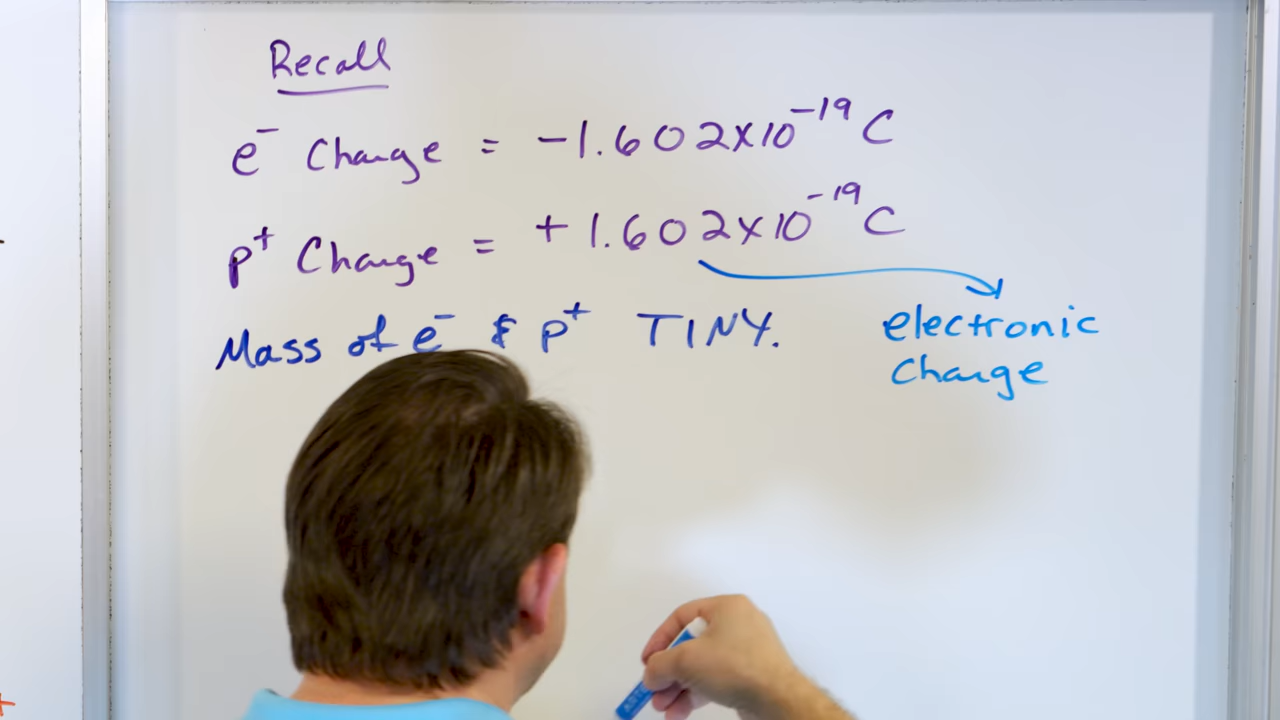 Recall
e⁻ Charge = −1.602×10⁻¹⁹ C
p⁺ Charge = +1.602×10⁻¹⁹ C
Mass of e⁻ & p⁺ TINY.
electronic
Charge